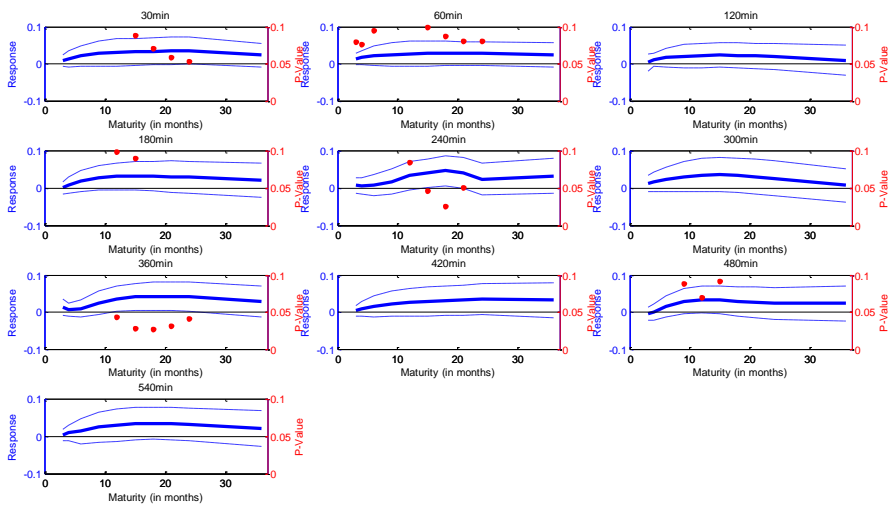 30min 60min 120min
0.1 0.1 0.1 0.1 0.1 0.1
Response 0 0.05 P-Value Response 0 0.05 P-Value Response 0 0.05 P-Value
-0.1 0 -0.1 0 -0.1 0
0 10 20 30 0 10 20 30 0 10 20 30
Maturity (in months) Maturity (in months) Maturity (in months)
180min 240min 300min
0.1 0.1 0.1 0.1 0.1 0.1
Response 0 0.05 P-Value Response 0 0.05 P-Value Response 0 0.05 P-Value
-0.1 0 -0.1 0 -0.1 0
0 10 20 30 0 10 20 30 0 10 20 30
Maturity (in months) Maturity (in months) Maturity (in months)
360min 420min 480min
0.1 0.1 0.1 0.1 0.1 0.1
Response 0 0.05 P-Value Response 0 0.05 P-Value Response 0 0.05 P-Value
-0.1 0 -0.1 0 -0.1 0
0 10 20 30 0 10 20 30 0 10 20 30
Maturity (in months) Maturity (in months) Maturity (in months)
540min
0.1 0.1
Response 0 0.05 P-Value
-0.1 0
0 10 20 30
Maturity (in months)